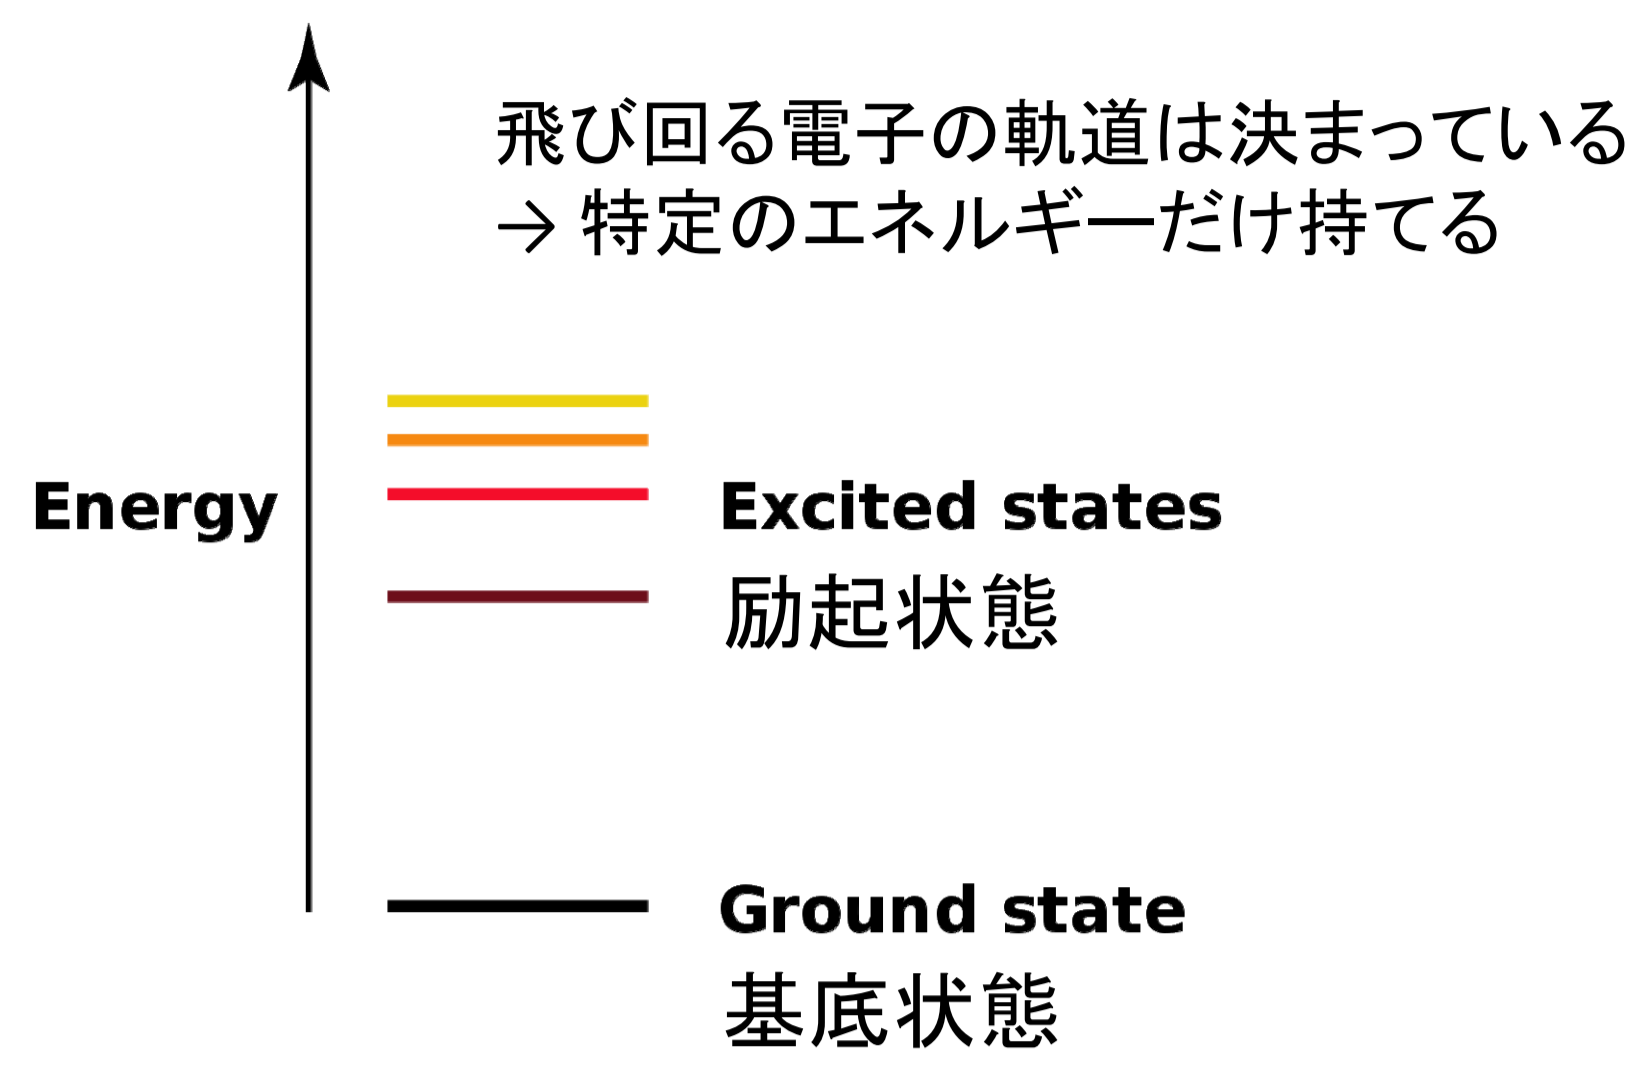 飛び回る電子の軌道は決まっている
→ 特定のエネルギーだけ持てる
Energy
Excited states
励起状態
Ground state
基底状態